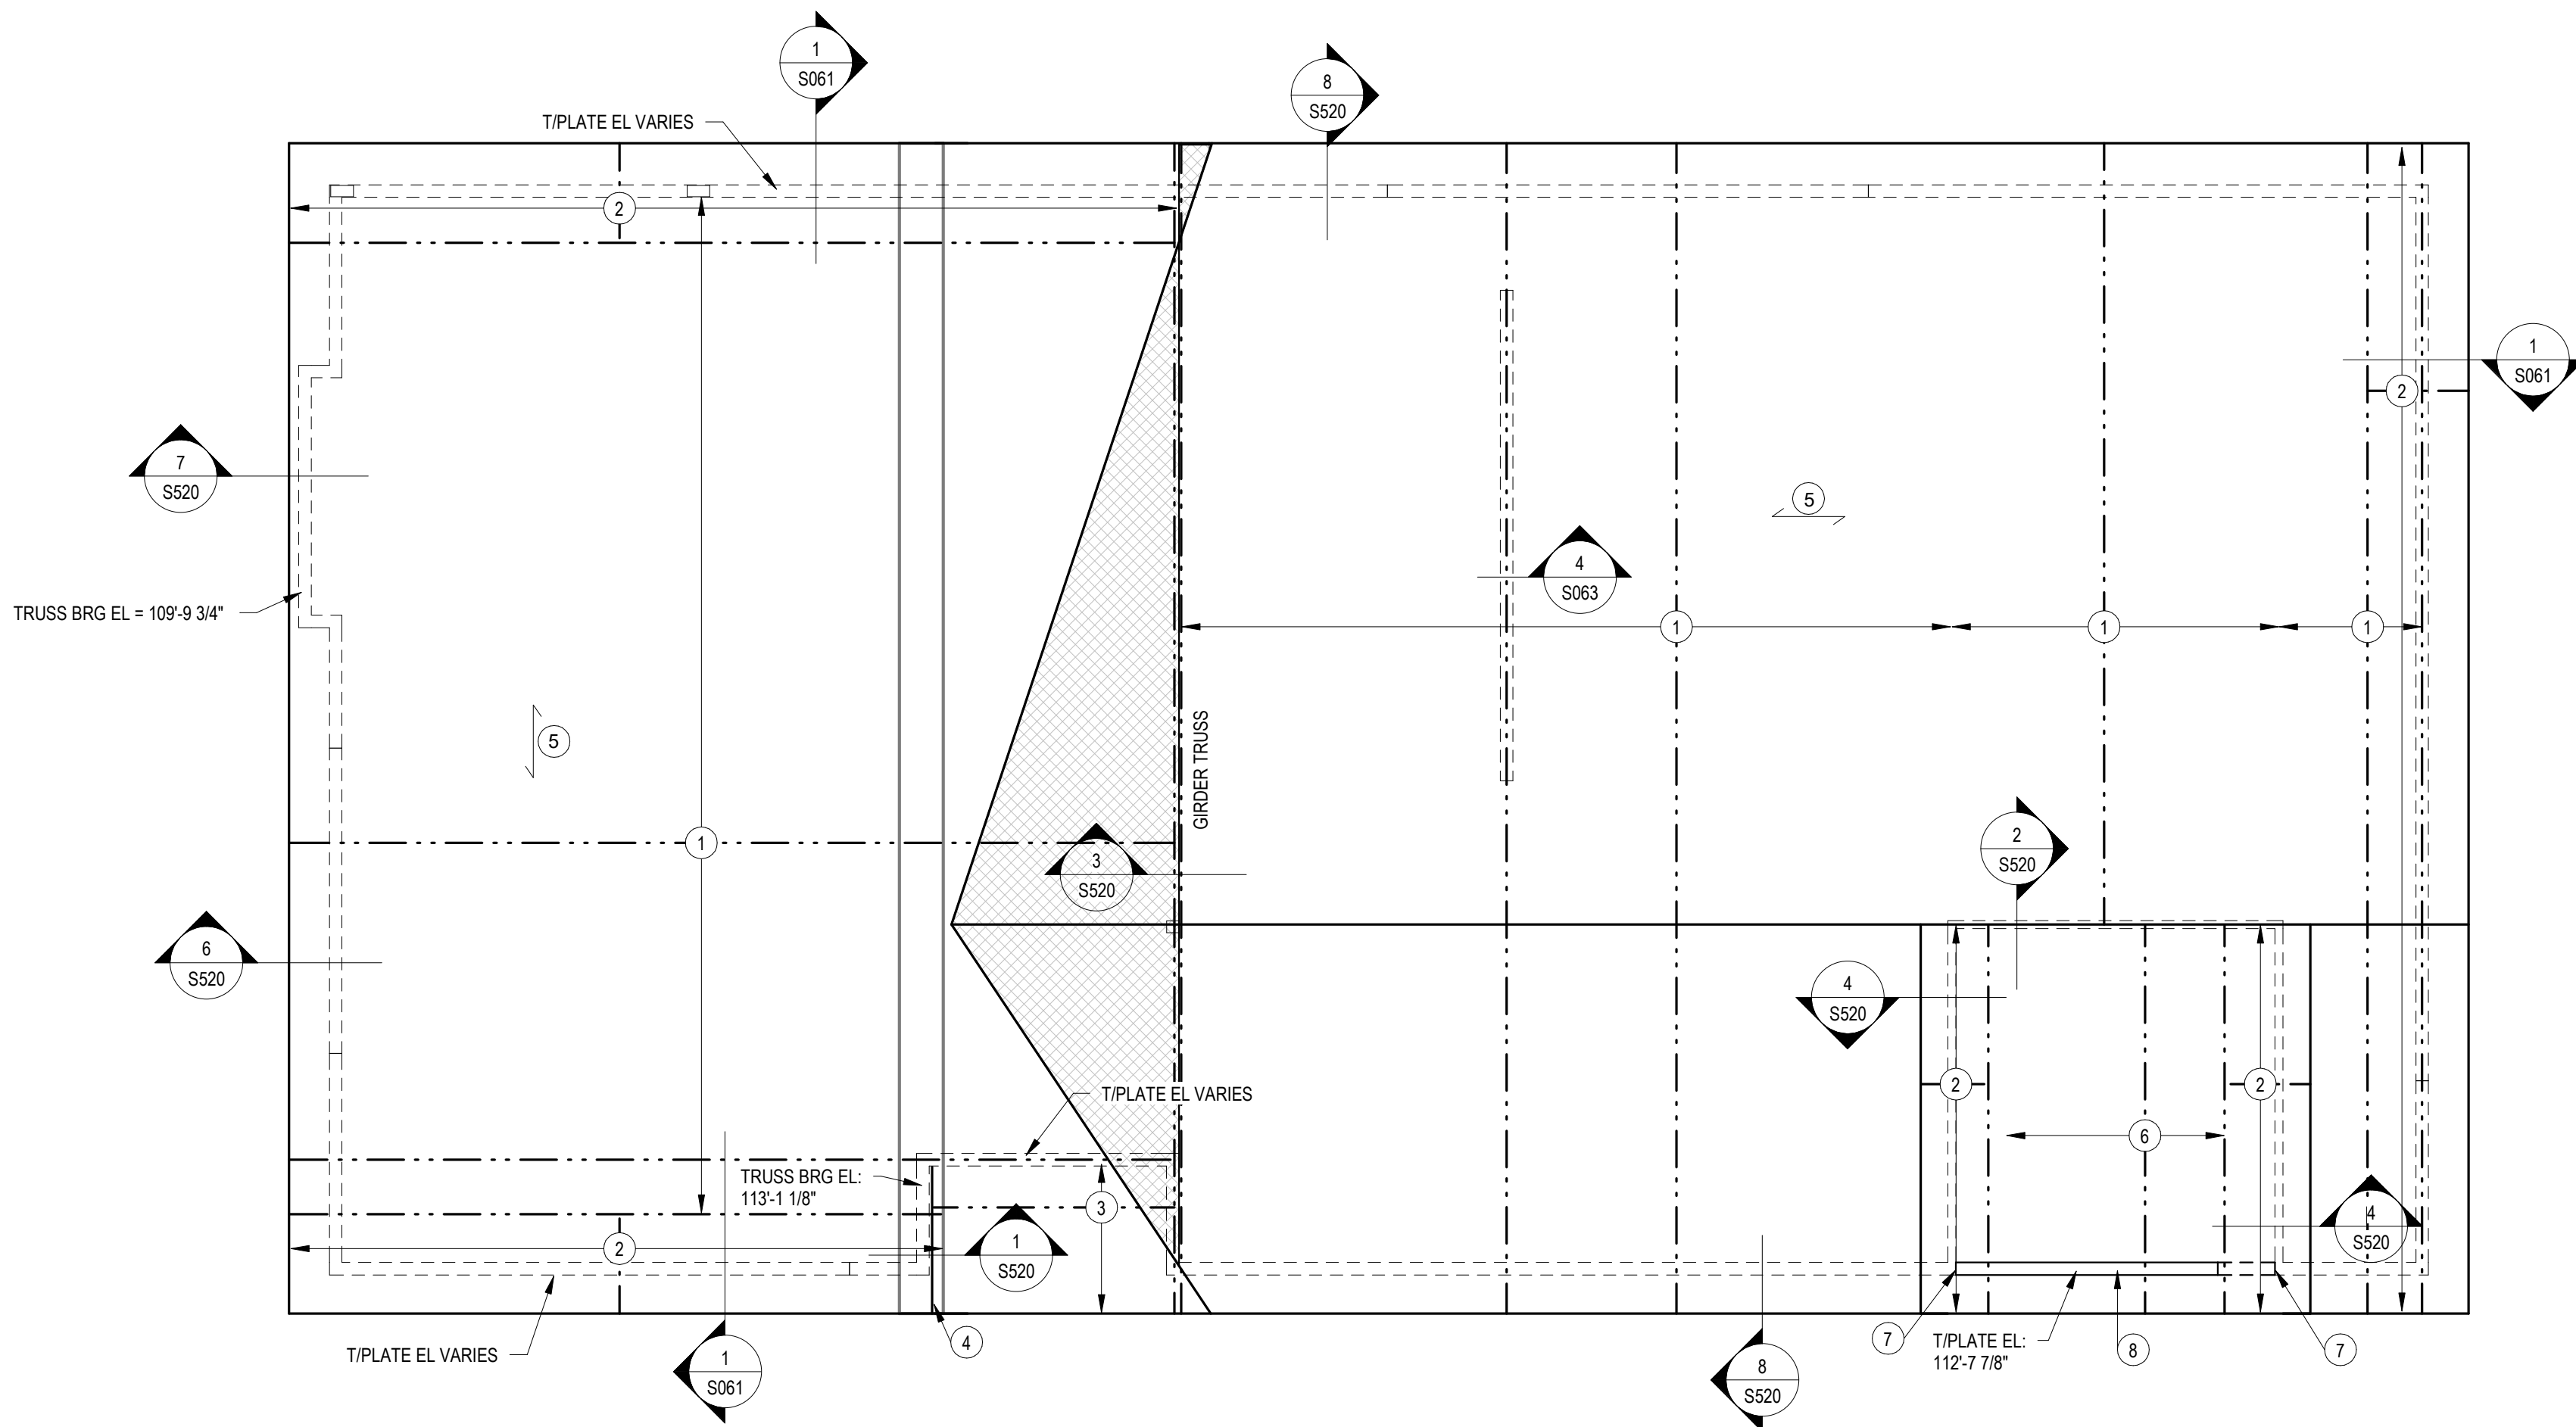 1
S061
8
S520
T/PLATE EL VARIES
2
1
S061
2
7
S520
5
4
S063
TRUSS BRG EL = 109'-9 3/4"
1
1
1
5
GIRDER TRUSS
1
3
S520
2
S520
6
S520
4
S520
2
2
T/PLATE EL VARIES
6
TRUSS BRG EL:
113'-1 1/8"
3
4
S520
1
S520
2
T/PLATE EL VARIES
4
7
T/PLATE EL:
112'-7 7/8"
8
7
1
S061
8
S520